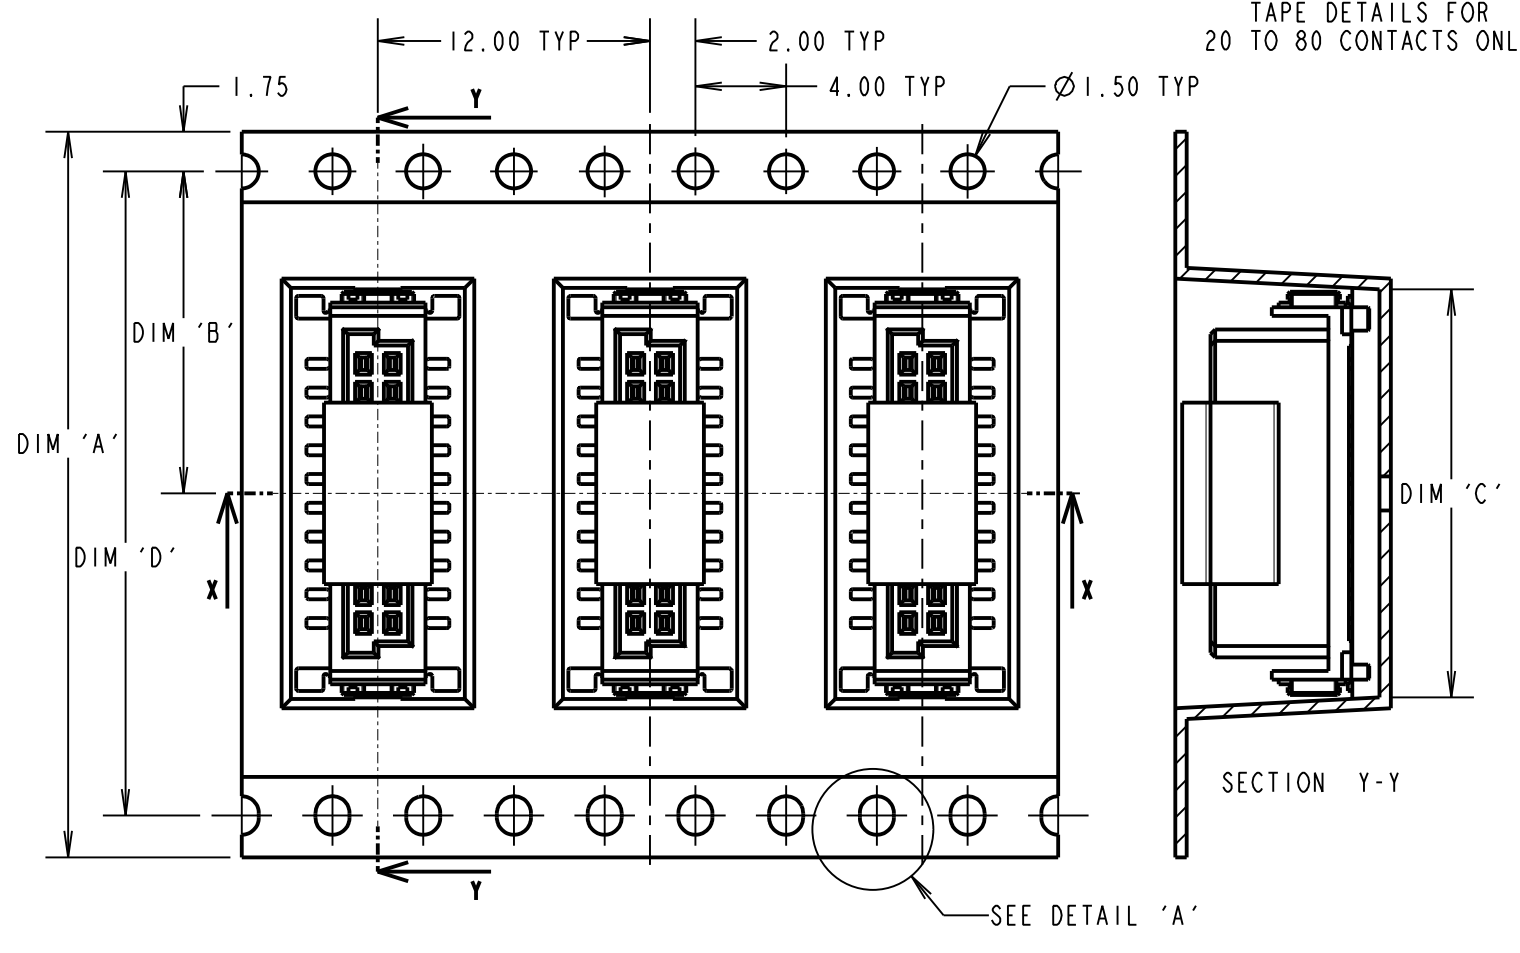 TAPE DETAILS FOR
20 TO 80 CONTACTS ONL
12.00 TYP
2.00 TYP
1.75
4.00 TYP
Ø1.50 TYP
Y
DIM 'B'
DIM 'A'
DIM 'C'
DIM 'D'
X
X
SECTION Y-Y
Y
SEE DETAIL 'A'